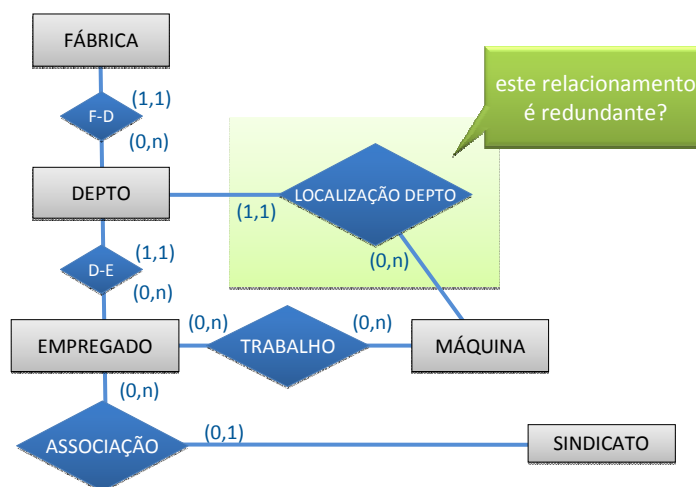 FÁBRICA
(1,1)
F-D
(0,n)
este relacionamento
é redundante?
DEPTO
LOCALIZAÇÃO DEPTO
(1,1)
(1,1)
D-E
(0,n)
(0,n)
(0,n)
(0,n)
EMPREGADO
TRABALHO
MÁQUINA
(0,n)
(0,1)
ASSOCIAÇÃO
SINDICATO